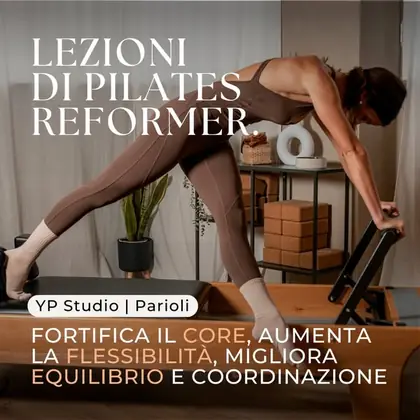 LEZIONI
DI PILATES
REFORMER.
YP Studio | Parioli
FORTIFICA IL CORE, AUMENTA
LA FLESSIBILITÀ, MIGLIORA
EQUILIBRIO E COORDINAZIONE